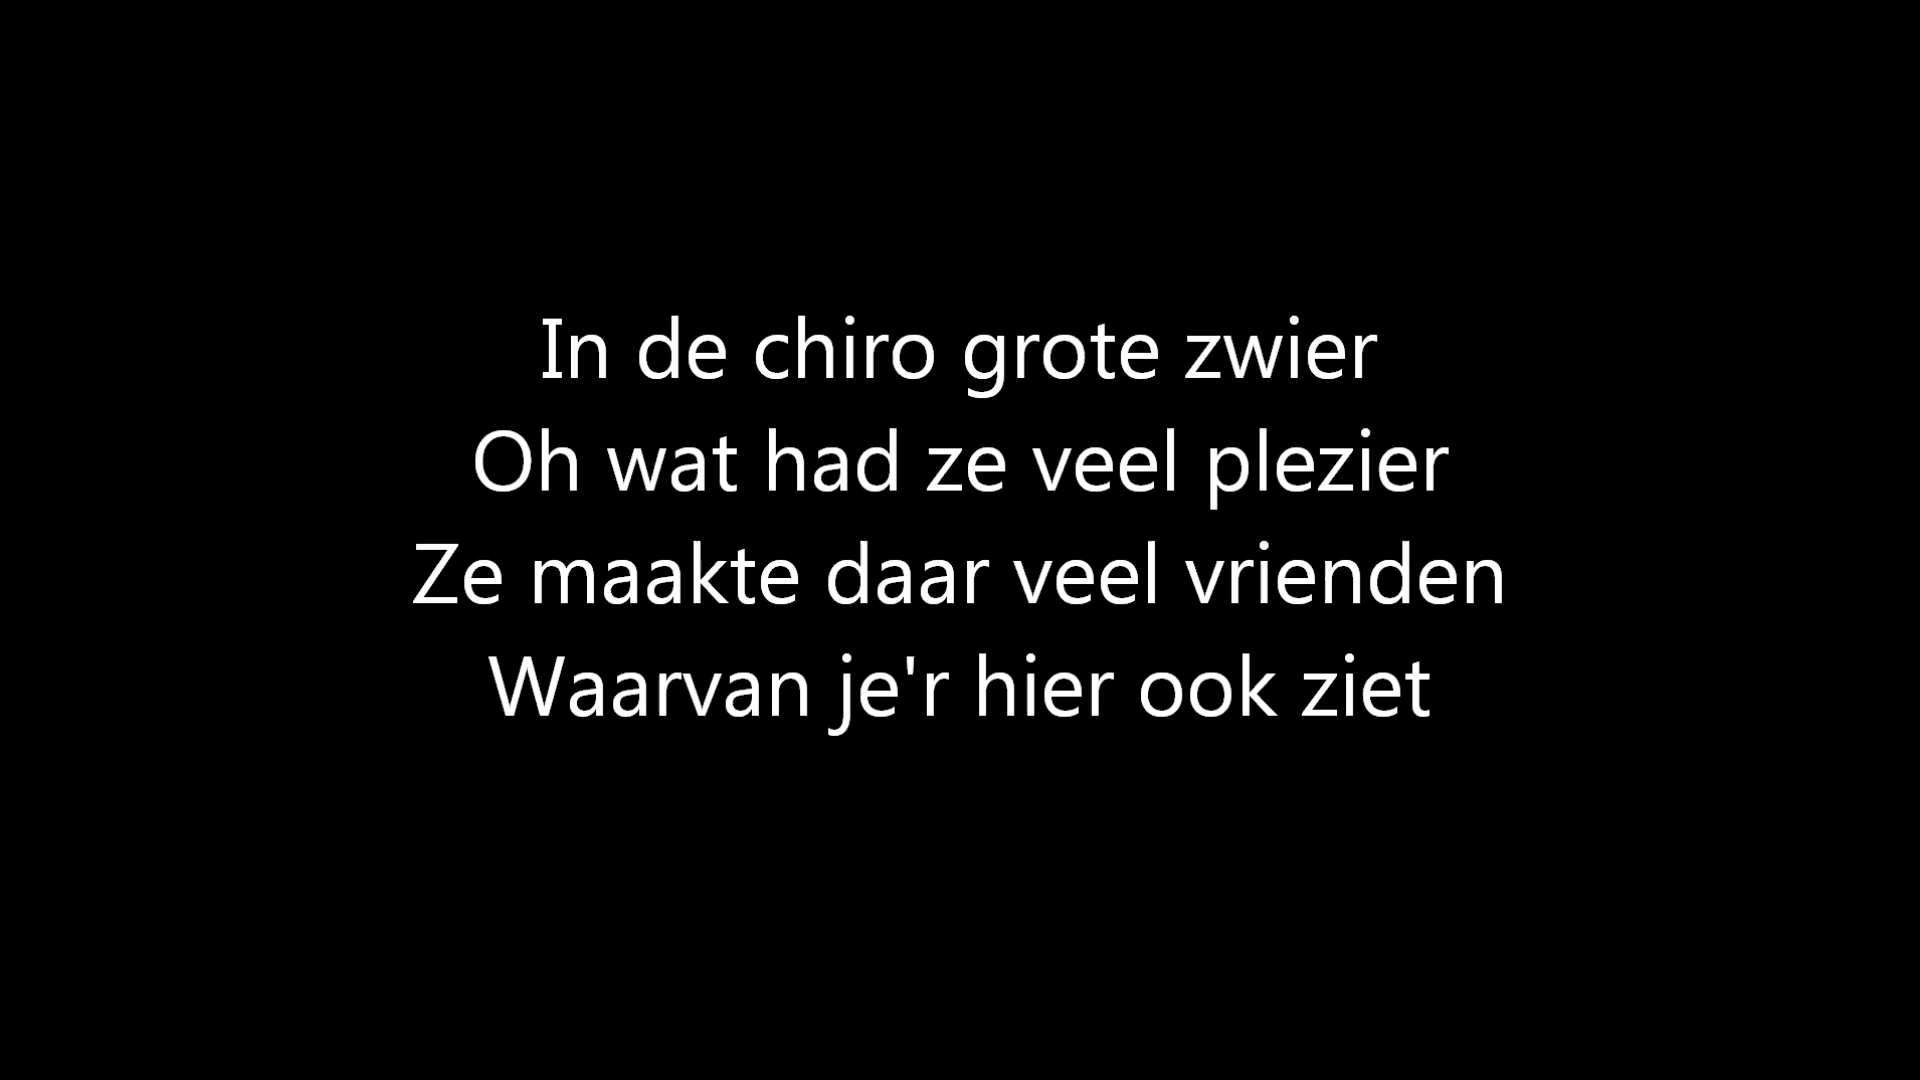 In de chiro grote zwier
Oh wat had ze veel plezier
Ze maakte daar veel vrienden
Waarvan je'r hier ook ziet